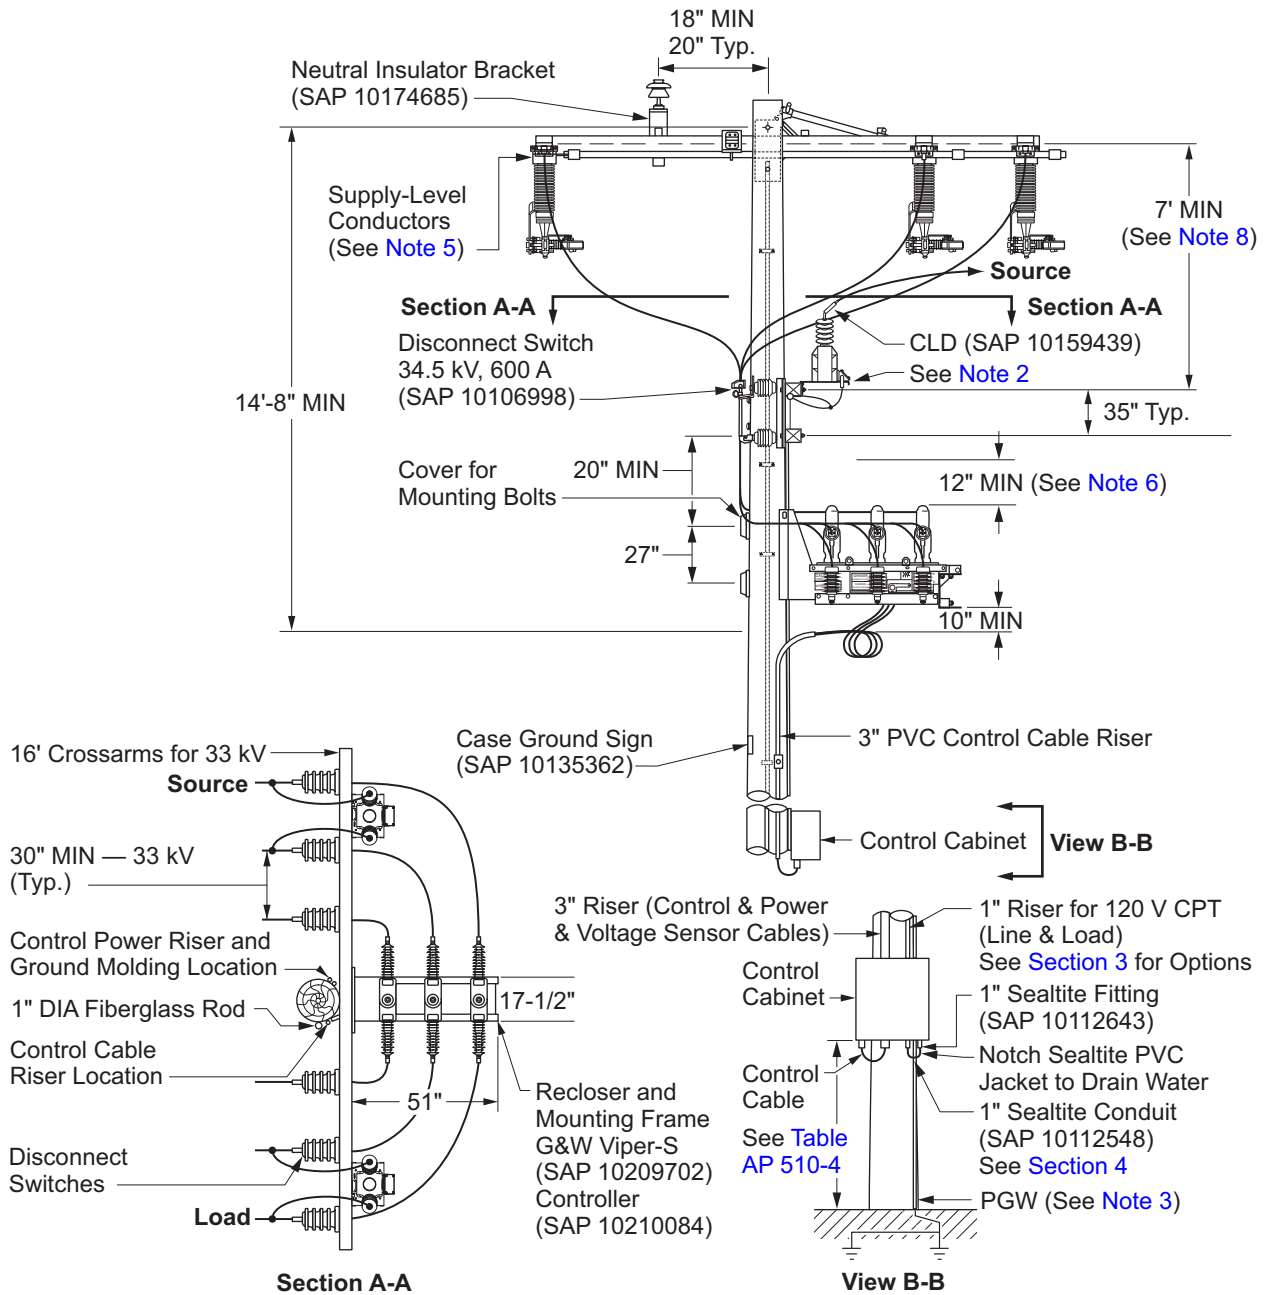 18" MIN
20" Typ.
Neutral Insulator Bracket
(SAP 10174685)
Supply-Level
Conductors
(See Note 5)
7' MIN
(See Note 8)
Source
Section A-A
Section A-A
Disconnect Switch
34.5 kV, 600 A
(SAP 10106998)
CLD (SAP 10159439)
See Note 2
14'-8" MIN
35" Typ.
Cover for
Mounting Bolts
20" MIN
12" MIN (See Note 6)
27"
10" MIN
Case Ground Sign
(SAP 10135362)
3" PVC Control Cable Riser
Control Cabinet
View B-B
16' Crossarms for 33 kV
Source
30" MIN — 33 kV
(Typ.)
Control Power Riser and
Ground Molding Location
1" DIA Fiberglass Rod
Control Cable
Riser Location
17-1/2"
51"
Recloser and
Mounting Frame
G&W Viper-S
(SAP 10209702)
Controller
(SAP 10210084)
Disconnect
Switches
Load
Section A-A
3" Riser (Control & Power
& Voltage Sensor Cables)
1" Riser for 120 V CPT
(Line & Load)
See Section 3 for Options
Control
Cabinet
1" Sealtite Fitting
(SAP 10112643)
Notch Sealtite PVC
Jacket to Drain Water
Control
Cable
1" Sealtite Conduit
(SAP 10112548)
See Section 4
See Table
AP 510-4
PGW (See Note 3)
View B-B